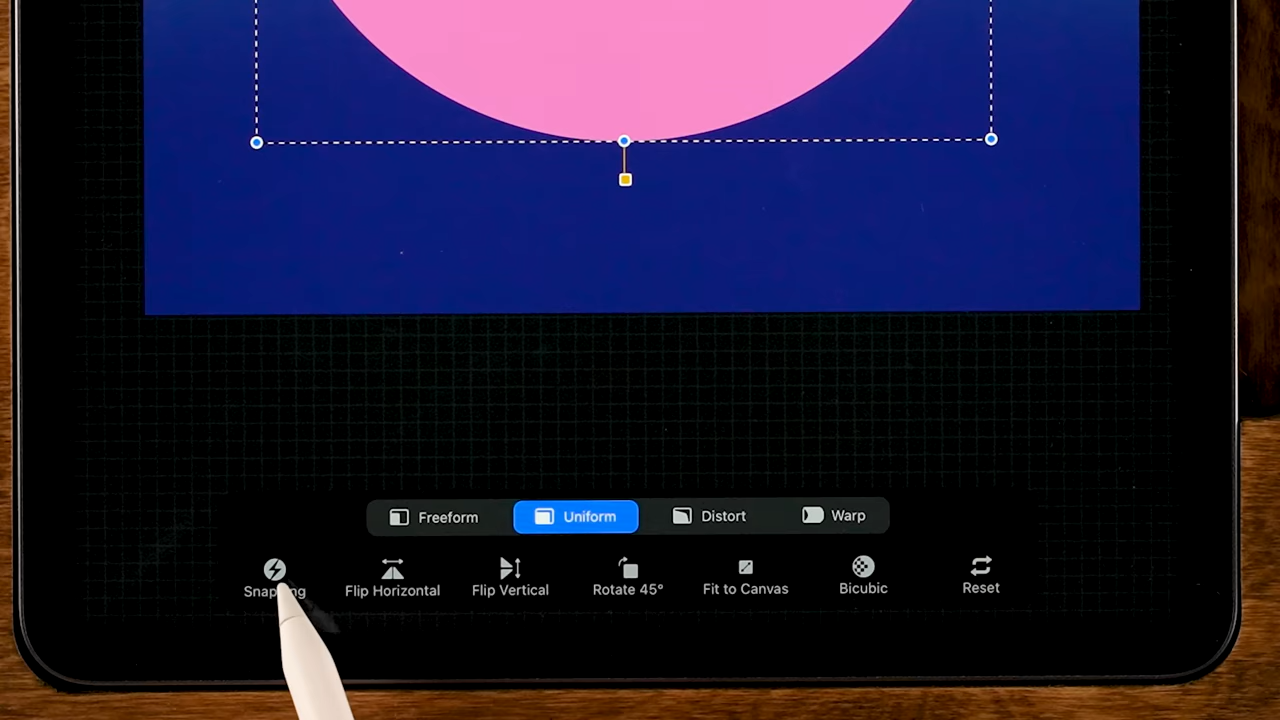 Freeform Uniform Distort Warp
Flip Horizontal Flip Vertical Rotate 45° Fit to Canvas Bicubic Reset